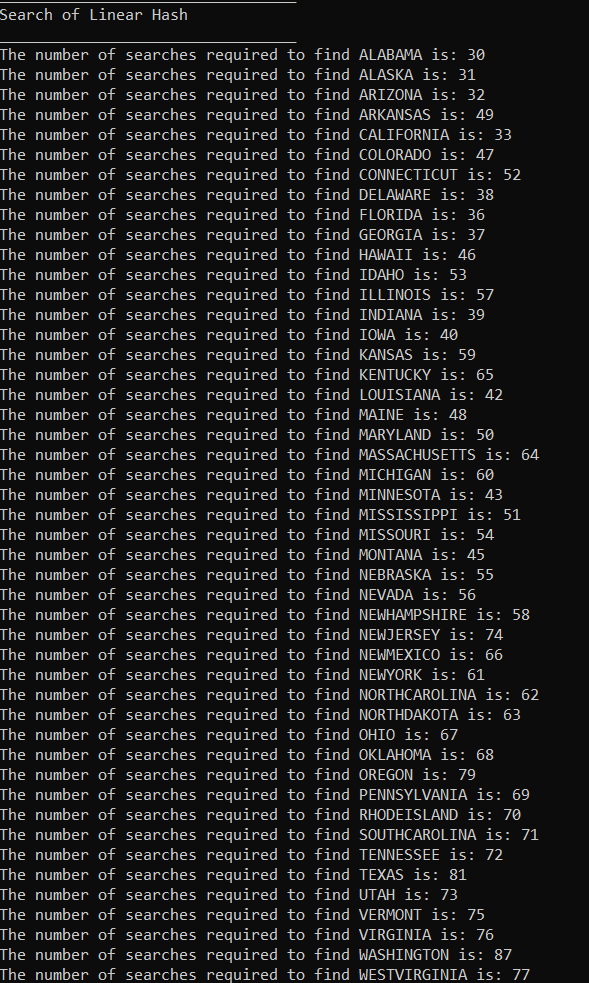 Search of Linear Hash
The number of searches required to find ALABAMA is: 30
The number of searches required to find ALASKA is: 31
The number of searches required to find ARIZONA is: 32
The number of searches required to find ARKANSAS is: 49
The number of searches required to find CALIFORNIA is: 33
The number of searches required to find COLORADO is: 47
The number of searches required to find CONNECTICUT is: 52
The number of searches required to find DELAWARE is: 38
The number of searches required to find FLORIDA is: 36
The number of searches required to find GEORGIA is: 37
The number of searches required to find HAWAII is: 46
The number of searches required to find IDAHO is: 53
The number of searches required to find ILLINOIS is: 57
The number of searches required to find INDIANA is: 39
The number of searches required to find IOWA is: 40
The number of searches required to find KANSAS is: 59
The number of searches required to find KENTUCKY is: 65
The number of searches required to find LOUISIANA is: 42
The number of searches required to find MAINE is: 48
The number of searches required to find MARYLAND is: 50
The number of searches required to find MASSACHUSETTS is: 64
The number of searches required to find MICHIGAN is: 60
The number of searches required to find MINNESOTA is: 43
The number of searches required to find MISSISSIPPI is: 51
The number of searches required to find MISSOURI is: 54
The number of searches required to find MONTANA is: 45
The number of searches required to find NEBRASKA is: 55
The number of searches required to find NEVADA is: 56
The number of searches required to find NEWHAMPSHIRE is: 58
The number of searches required to find NEWJERSEY is: 74
The number of searches required to find NEWMEXICO is: 66
The number of searches required to find NEWYORK is: 61
The number of searches required to find NORTHCAROLINA is: 62
The number of searches required to find NORTHDAKOTA is: 63
The number of searches required to find OHIO is: 67
The number of searches required to find OKLAHOMA is: 68
The number of searches required to find OREGON is: 79
The number of searches required to find PENNSYLVANIA is: 69
The number of searches required to find RHODEISLAND is: 70
The number of searches required to find SOUTHCAROLINA is: 71
The number of searches required to find TENNESSEE is: 72
The number of searches required to find TEXAS is: 81
The number of searches required to find UTAH is: 73
The number of searches required to find VERMONT is: 75
The number of searches required to find VIRGINIA is: 76
The number of searches required to find WASHINGTON is: 87
The number of searches required to find WESTVIRGINIA is: 77